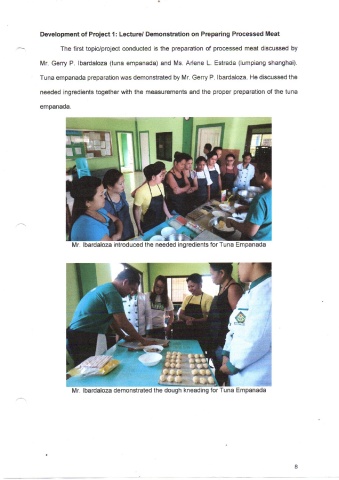 Development of Project 1: Lecture/ Demonstration on Preparing Processed Meat
The first topic/project conducted is the preparation of processed meat discussed by
Mr. Gerry P. Ibardaloza (tuna empanada) and Ms. Arlene L. Estrada (lumpiang shanghai).
Tuna empanada preparation was demonstrated by Mr. Gerry P. Ibardaloza. He discussed the
needed ingredients together with the measurements and the proper preparation of the tuna
empanada.
Mr. Ibardaloza introduced the needed ingredients for Tuna Empanada
Mr. Ibardaloza demonstrated the dough kneading for Tuna Empanada
8